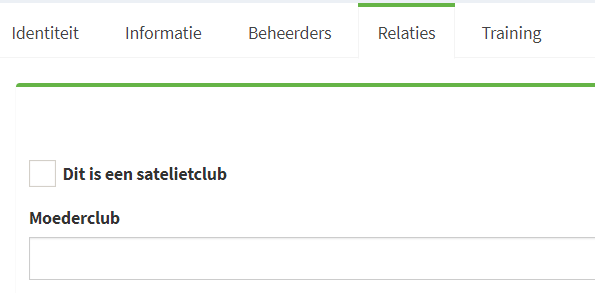 Identiteit Informatie Beheerders Relaties Training
Dit is een satelietclub
Moederclub